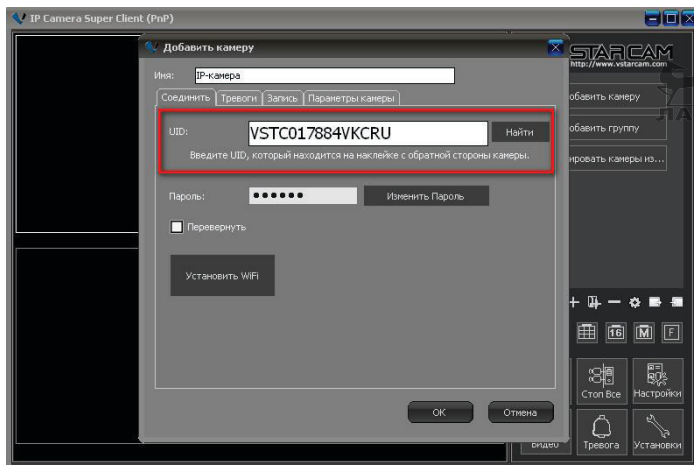 IP Camera Super Client (PnP)
Добавить камеру
STARCAM
http://www.vstarcam.com
Имя: IP-камера
Соединить Тревоги Запись Параметры камеры
UID: VSTC017884VKCRU Найти
Введите UID, который находится на наклейке с обратной стороны камеры.
Пароль: ●●●●●● Изменить Пароль
Перевернуть
Установить WiFi
OK Отмена
обавить камеру
обавить группу
ировать камеры из...
16 M F
Стоп Все Настройки
Видео Тревога Установки